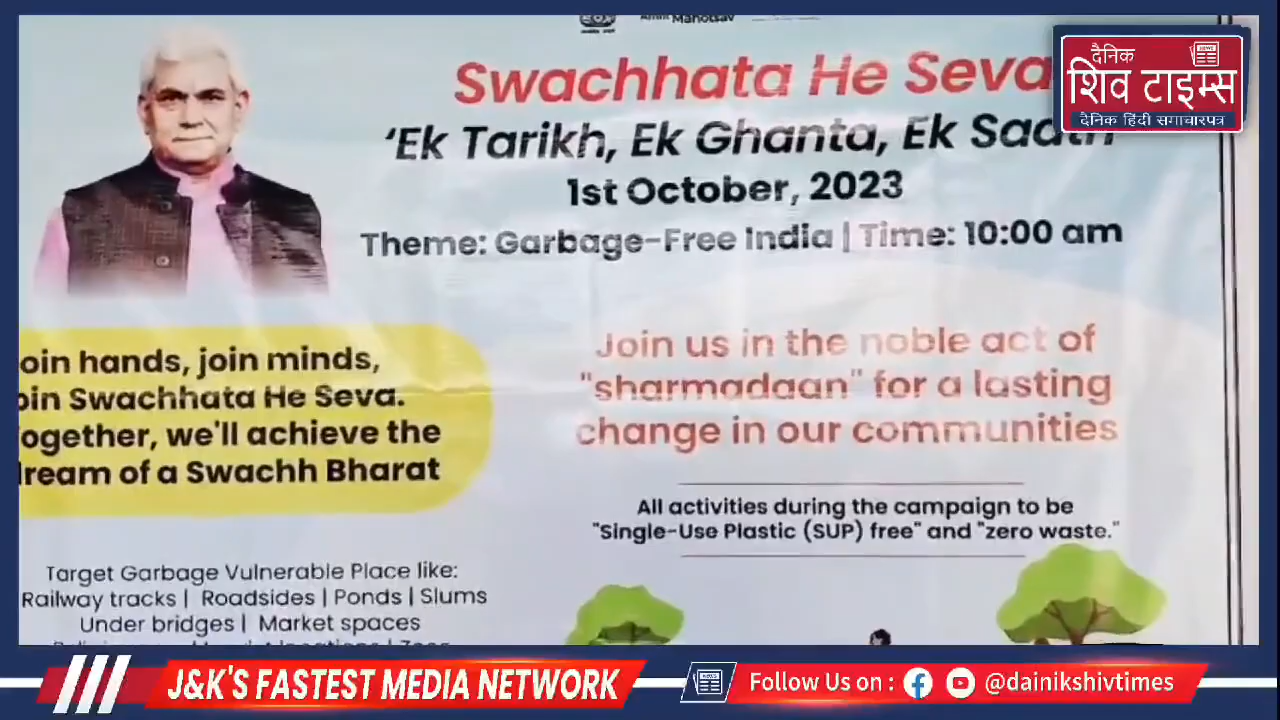 Mahotsav
Swachhata He Seva
'Ek Tarikh, Ek Ghanta, Ek Saath
1st October, 2023
Theme: Garbage-Free India | Time: 10:00 am
दैनिक
शिव टाइम्स
दैनिक हिंदी समाचारपत्र
oin hands, join minds,
oin Swachhata He Seva.
ogether, we'll achieve the
ream of a Swachh Bharat
Join us in the noble act of
"sharmadaan" for a lasting
change in our communities
All activities during the campaign to be
"Single-Use Plastic (SUP) free" and "zero waste."
Target Garbage Vulnerable Place like:
Railway tracks | Roadsides | Ponds | Slums
Under bridges | Market spaces
J&K'S FASTEST MEDIA NETWORK
NEWS
Follow Us on : @dainikshivtimes